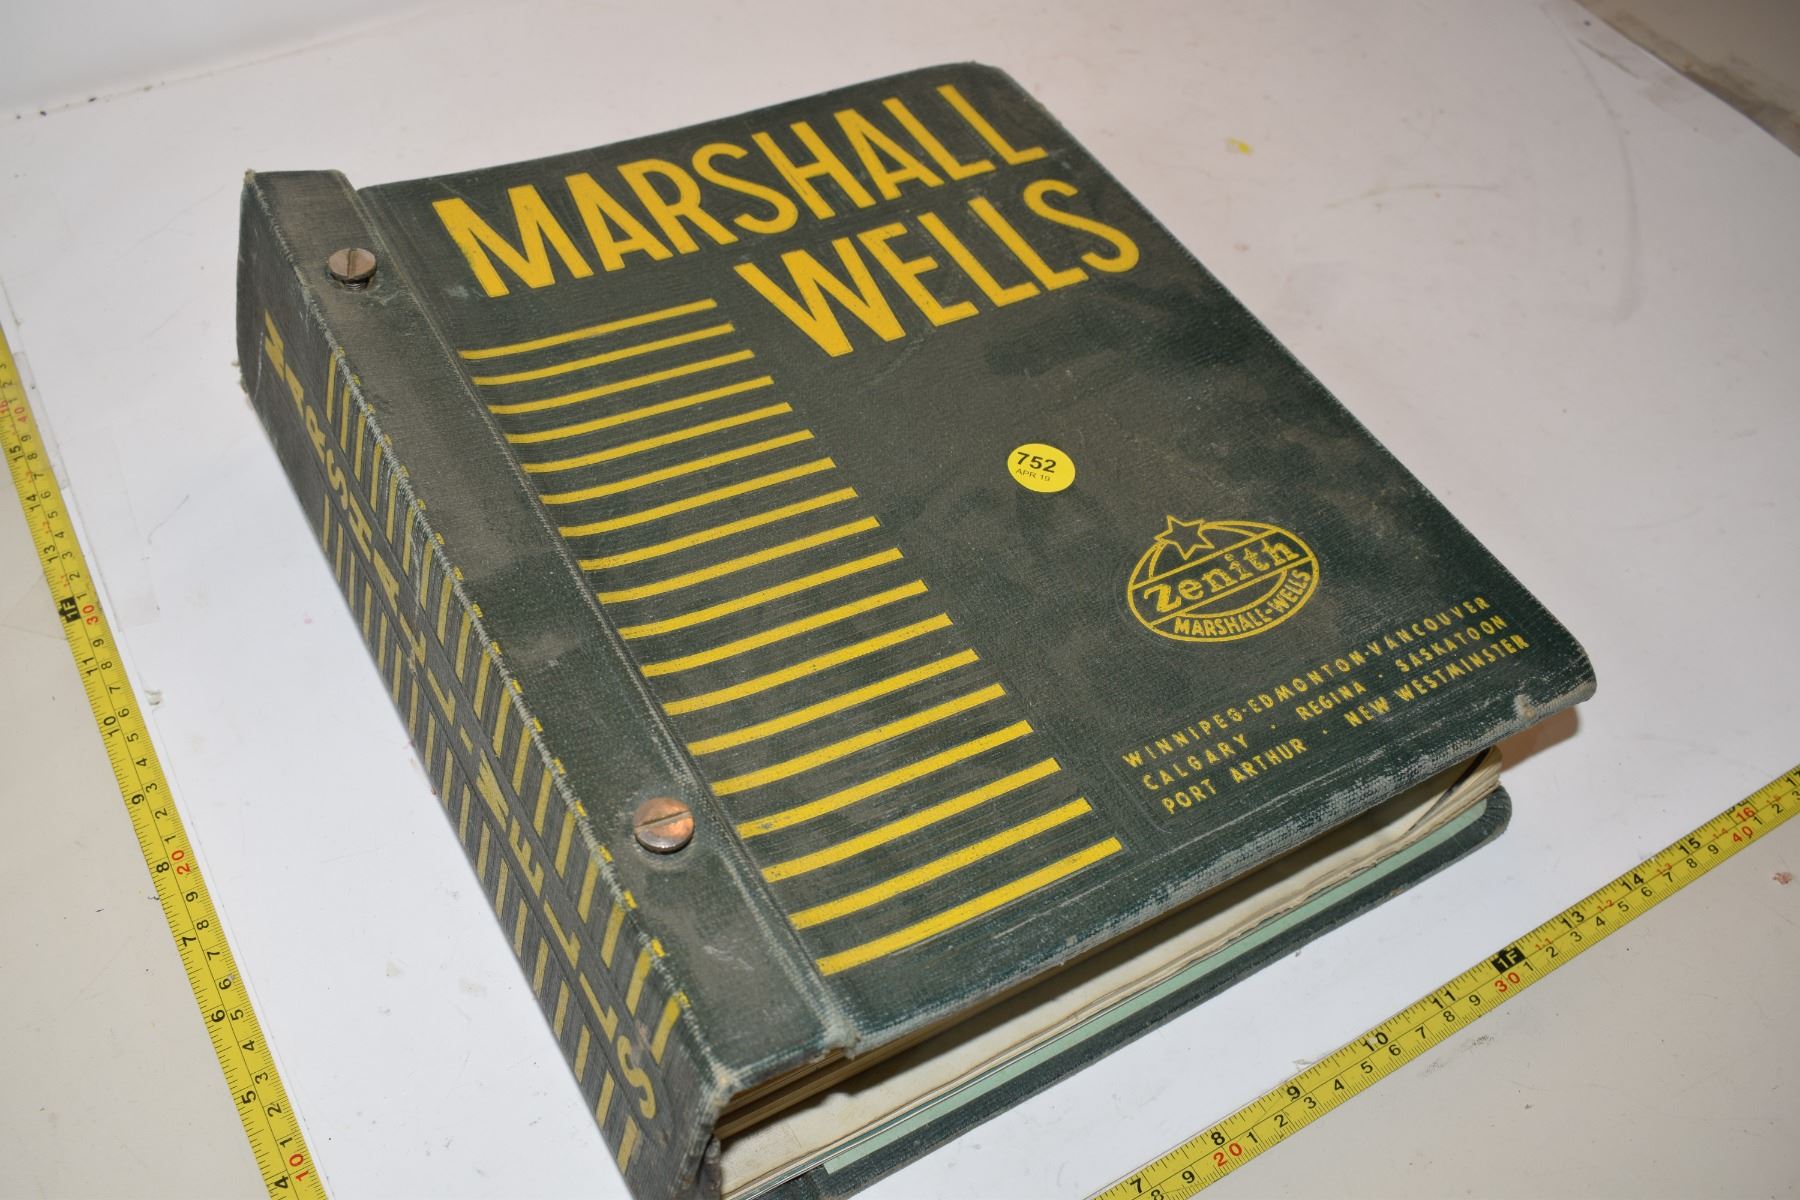 MARSHALL
WELLS
752
APR 19
Zenith
MARSHALL-WELLS
WINNIPEG·EDMONTON·VANCOUVER
CALGARY · REGINA · SASKATOON
PORT ARTHUR · NEW WESTMINSTER
MARSHALL-WELLS